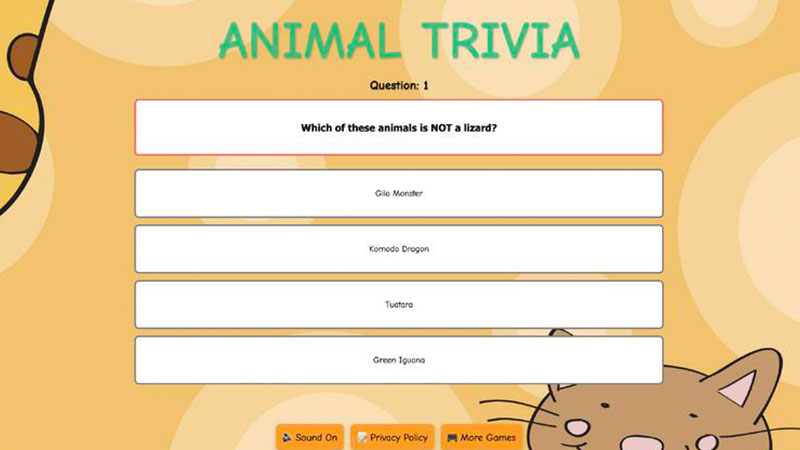 ANIMAL TRIVIA
Question: 1
Which of these animals is NOT a lizard?
Gila Monster
Komodo Dragon
Tuatara
Green Iguana
Sound On Privacy Policy More Games